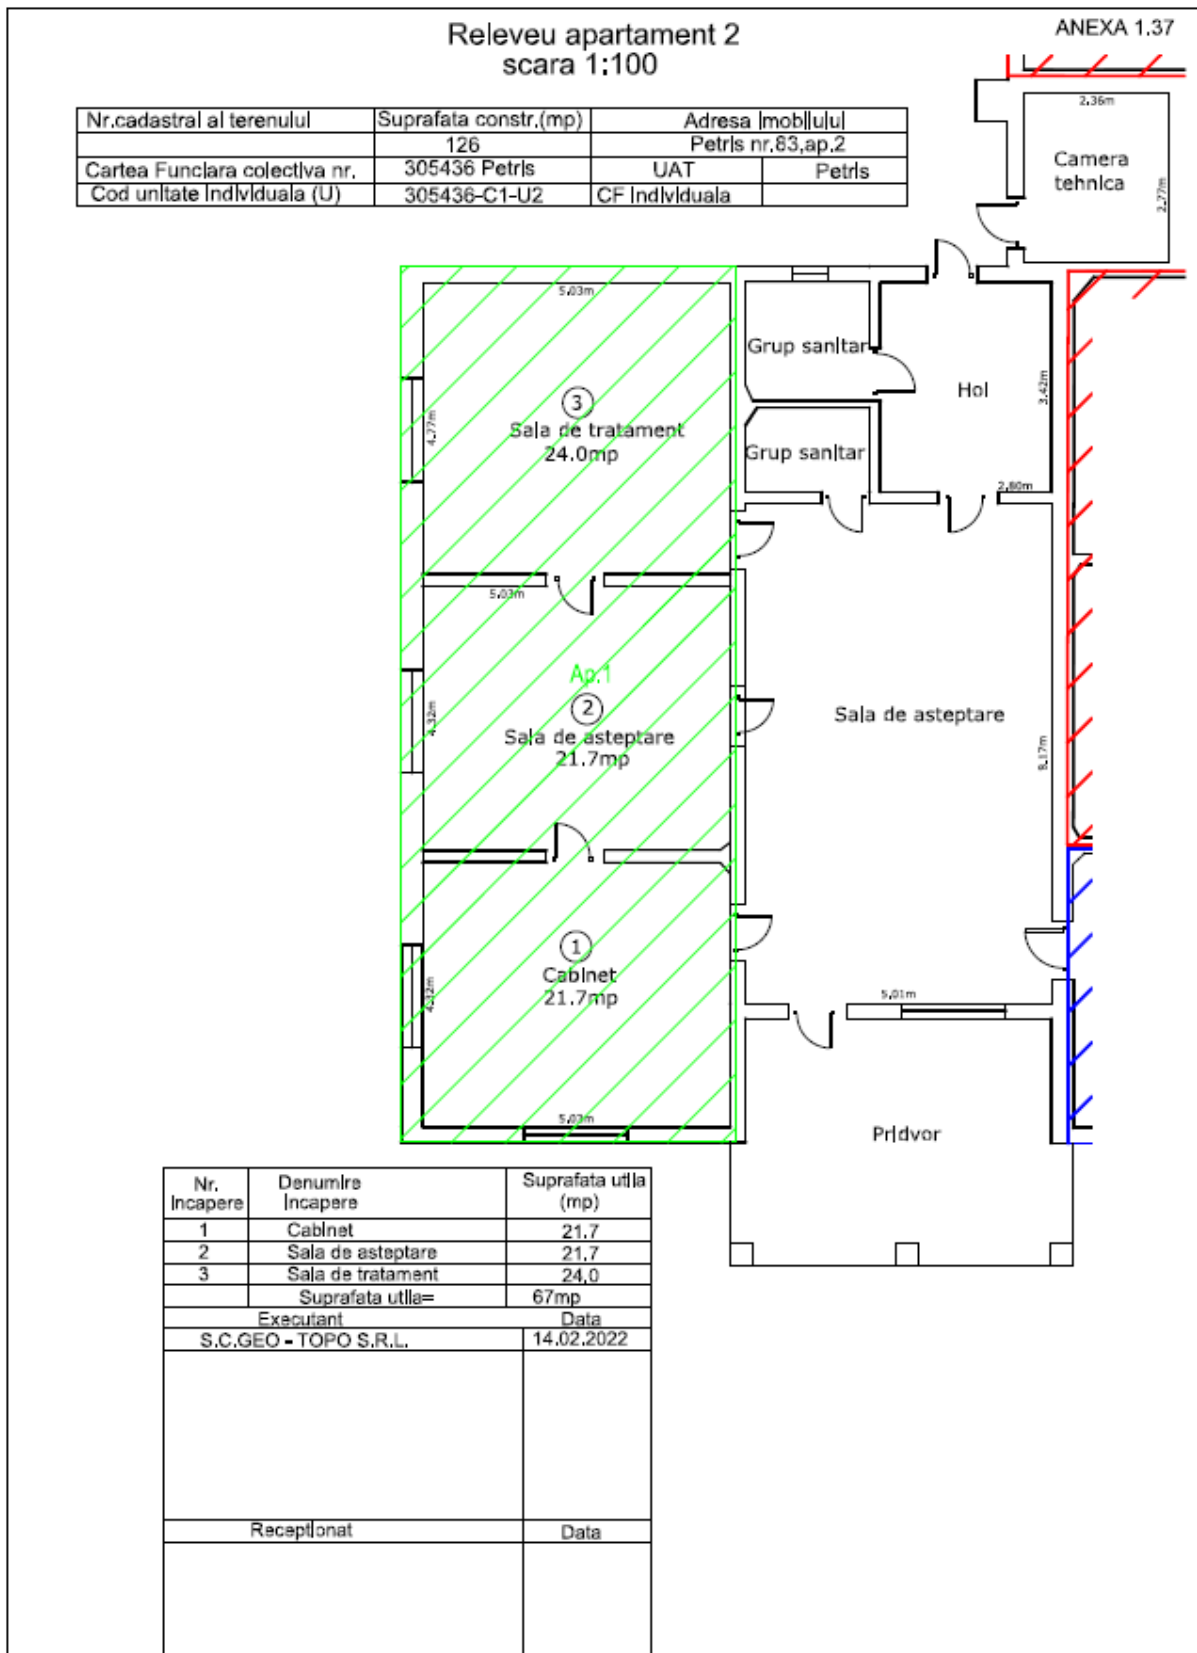 Releveu apartament 2
ANEXA 1.37
scara 1:100
Nr.cadastral al terenului
Suprafata constr.(mp)
Adresa imobilului
126
Petris nr.83,ap.2
Cartea Funciara colectiva nr.
305436 Petris
UAT
Petris
Cod unitate individuala (U)
305436-C1-U2
CF individuala
2.36m
Camera
tehnica
2.77m
5.03m
Grup sanitar
Hol
3.42m
3
Sala de tratament
24.0mp
4.77m
Grup sanitar
2.80m
5.03m
Ap.1
2
Sala de asteptare
21.7mp
4.32m
Sala de asteptare
8.17m
1
Cabinet
21.7mp
4.32m
5.01m
5.03m
Pridvor
Nr.
incapere
Denumire
incapere
Suprafata utila
(mp)
1
Cabinet
21.7
2
Sala de asteptare
21.7
3
Sala de tratament
24,0
Suprafata utila=
67mp
Executant
Data
S.C.GEO - TOPO S.R.L.
14.02.2022
Receptionat
Data